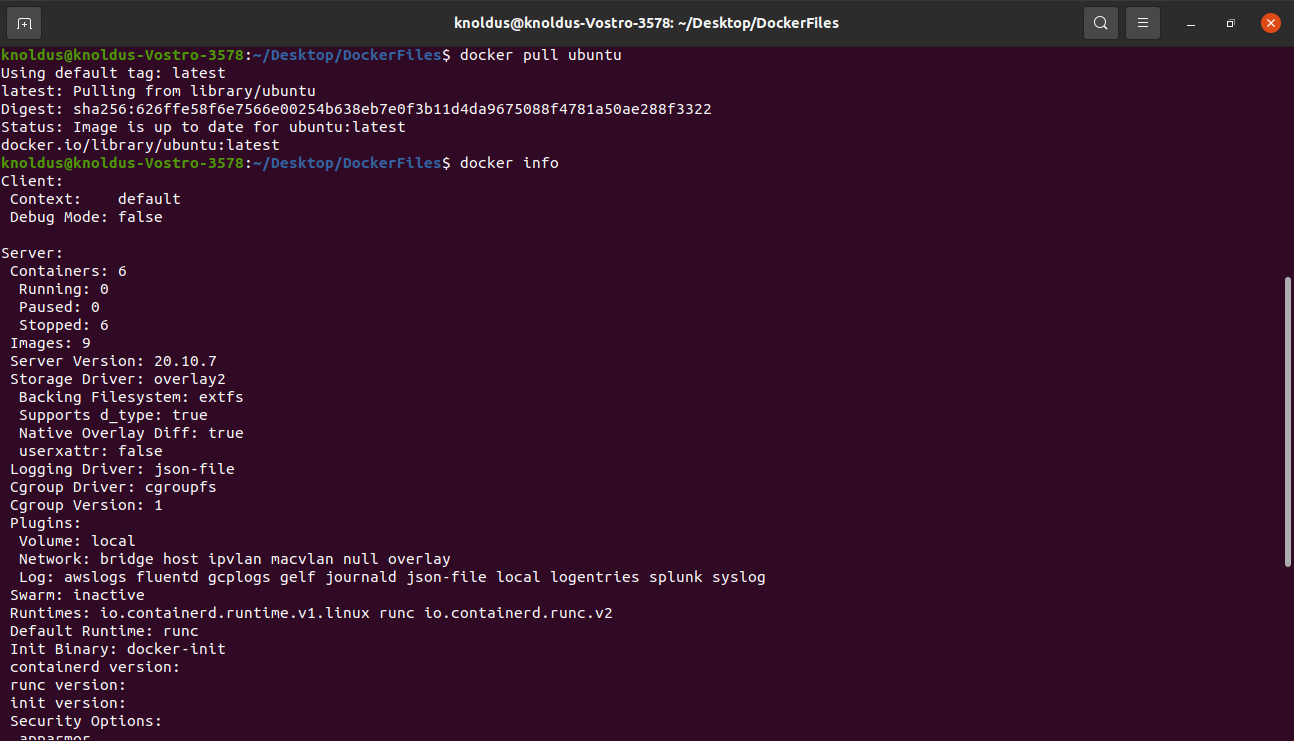 knoldus@knoldus-Vostro-3578: ~/Desktop/DockerFiles
knoldus@knoldus-Vostro-3578:~/Desktop/DockerFiles$ docker pull ubuntu
Using default tag: latest
latest: Pulling from library/ubuntu
Digest: sha256:626ffe58f6e7566e00254b638eb7e0f3b11d4da9675088f4781a50ae288f3322
Status: Image is up to date for ubuntu:latest
docker.io/library/ubuntu:latest
knoldus@knoldus-Vostro-3578:~/Desktop/DockerFiles$ docker info
Client:
 Context:    default
 Debug Mode: false

Server:
 Containers: 6
  Running: 0
  Paused: 0
  Stopped: 6
 Images: 9
 Server Version: 20.10.7
 Storage Driver: overlay2
  Backing Filesystem: extfs
  Supports d_type: true
  Native Overlay Diff: true
  userxattr: false
 Logging Driver: json-file
 Cgroup Driver: cgroupfs
 Cgroup Version: 1
 Plugins:
  Volume: local
  Network: bridge host ipvlan macvlan null overlay
  Log: awslogs fluentd gcplogs gelf journald json-file local logentries splunk syslog
 Swarm: inactive
 Runtimes: io.containerd.runtime.v1.linux runc io.containerd.runc.v2
 Default Runtime: runc
 Init Binary: docker-init
 containerd version:
 runc version:
 init version:
 Security Options:
  apparmor